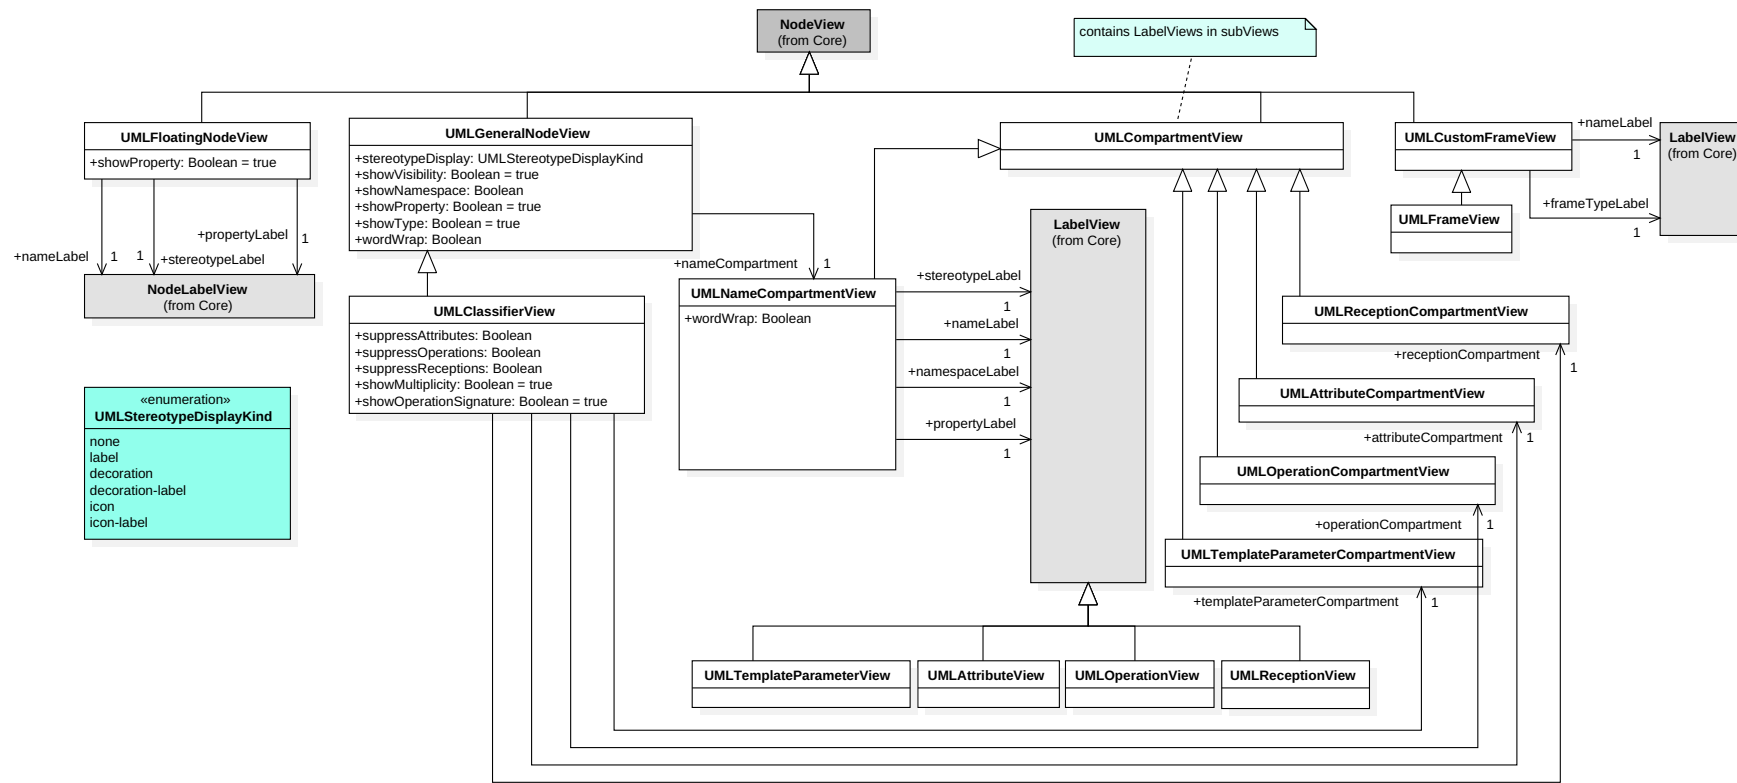 NodeView
(from Core)
contains LabelViews in subViews
UMLFloatingNodeView
+showProperty: Boolean = true
+nameLabel
1
1
+stereotypeLabel
+propertyLabel
1
NodeLabelView
(from Core)
UMLGeneralNodeView
+stereotypeDisplay: UMLStereotypeDisplayKind
+showVisibility: Boolean = true
+showNamespace: Boolean
+showProperty: Boolean = true
+showType: Boolean = true
+wordWrap: Boolean
+nameCompartment
1
UMLCompartmentView
UMLCustomFrameView
+nameLabel
1
+frameTypeLabel
1
LabelView
(from Core)
UMLFrameView
UMLClassifierView
+suppressAttributes: Boolean
+suppressOperations: Boolean
+suppressReceptions: Boolean
+showMultiplicity: Boolean = true
+showOperationSignature: Boolean = true
UMLNameCompartmentView
+wordWrap: Boolean
+stereotypeLabel
1
+nameLabel
1
+namespaceLabel
1
+propertyLabel
1
LabelView
(from Core)
UMLReceptionCompartmentView
+receptionCompartment
1
UMLAttributeCompartmentView
+attributeCompartment
1
UMLOperationCompartmentView
+operationCompartment
1
UMLTemplateParameterCompartmentView
+templateParameterCompartment
1
«enumeration»
UMLStereotypeDisplayKind
none
label
decoration
decoration-label
icon
icon-label
UMLTemplateParameterView
UMLAttributeView
UMLOperationView
UMLReceptionView